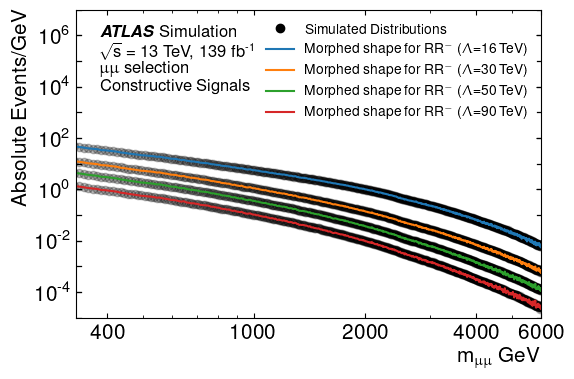 ATLAS Simulation
√s = 13 TeV, 139 fb⁻¹
μμ selection
Constructive Signals
Simulated Distributions
Morphed shape for RR⁻ (Λ=16 TeV)
Morphed shape for RR⁻ (Λ=30 TeV)
Morphed shape for RR⁻ (Λ=50 TeV)
Morphed shape for RR⁻ (Λ=90 TeV)
Absolute Events/GeV
10⁶
10⁴
10²
10⁰
10⁻²
10⁻⁴
400 1000 2000 4000 6000
m_μμ GeV